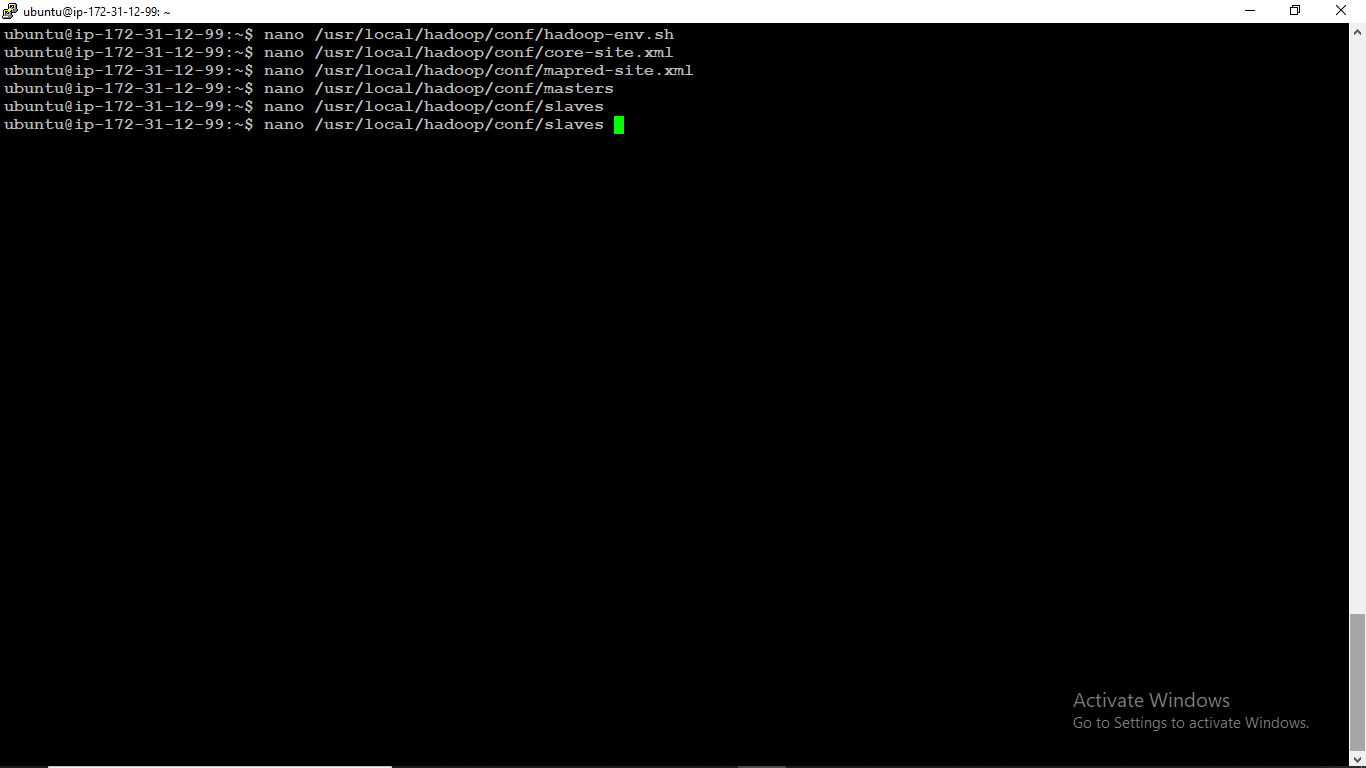 ubuntu@ip-172-31-12-99: ~
ubuntu@ip-172-31-12-99:~$ nano /usr/local/hadoop/conf/hadoop-env.sh
ubuntu@ip-172-31-12-99:~$ nano /usr/local/hadoop/conf/core-site.xml
ubuntu@ip-172-31-12-99:~$ nano /usr/local/hadoop/conf/mapred-site.xml
ubuntu@ip-172-31-12-99:~$ nano /usr/local/hadoop/conf/masters
ubuntu@ip-172-31-12-99:~$ nano /usr/local/hadoop/conf/slaves
ubuntu@ip-172-31-12-99:~$ nano /usr/local/hadoop/conf/slaves
Activate Windows
Go to Settings to activate Windows.